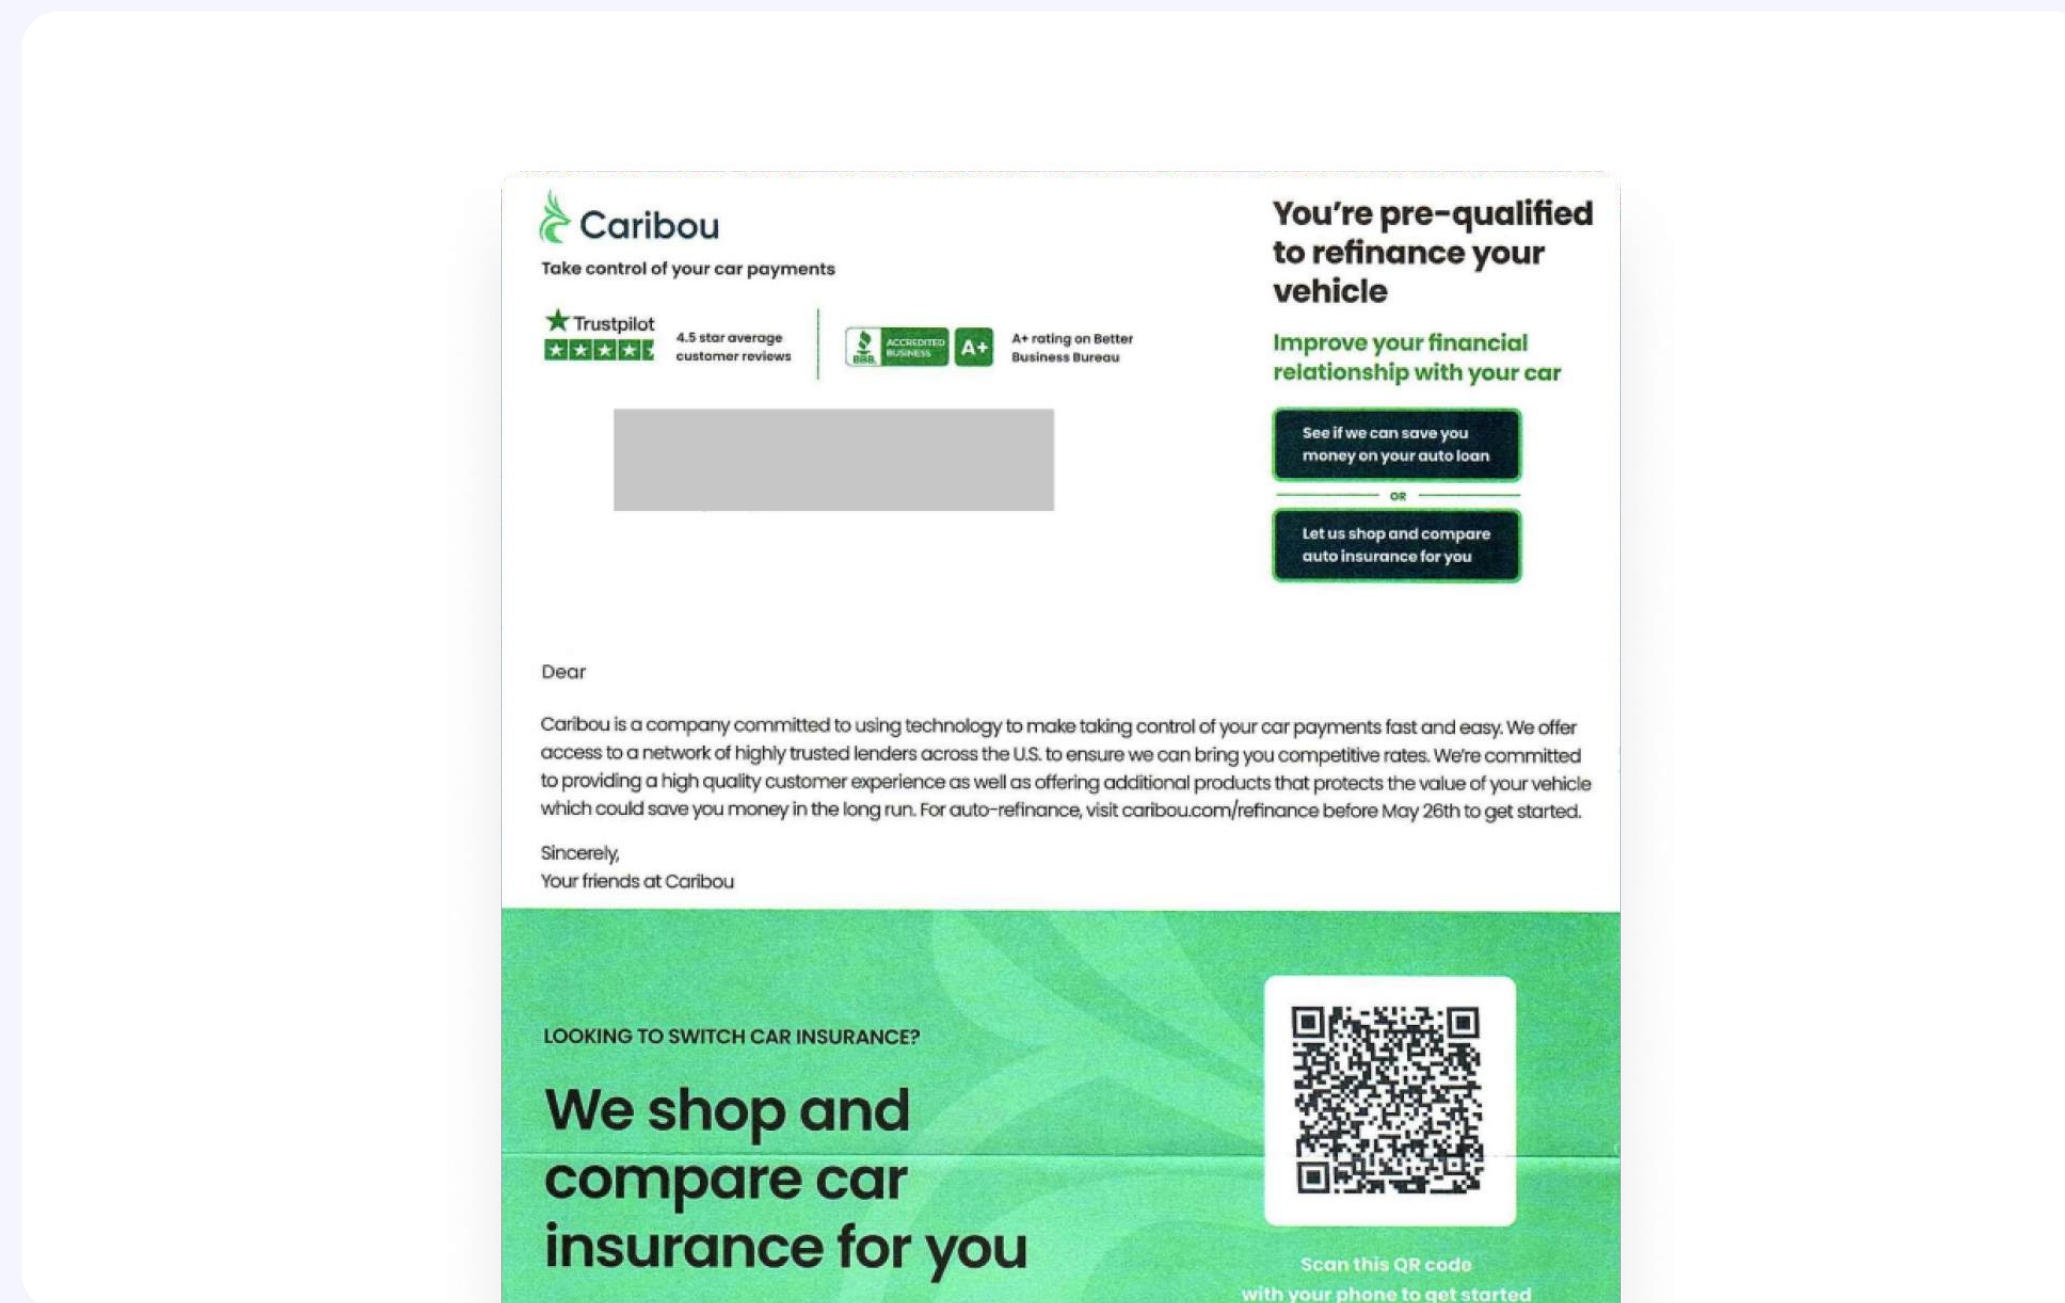 Caribou
Take control of your car payments
Trustpilot
4.5 star average
customer reviews
BBB
ACCREDITED
BUSINESS
A+
A+ rating on Better
Business Bureau
You're pre-qualified
to refinance your
vehicle
Improve your financial
relationship with your car
See if we can save you
money on your auto loan
OR
Let us shop and compare
auto insurance for you
Dear
Caribou is a company committed to using technology to make taking control of your car payments fast and easy. We offer
access to a network of highly trusted lenders across the U.S. to ensure we can bring you competitive rates. We're committed
to providing a high quality customer experience as well as offering additional products that protects the value of your vehicle
which could save you money in the long run. For auto-refinance, visit caribou.com/refinance before May 26th to get started.
Sincerely,
Your friends at Caribou
LOOKING TO SWITCH CAR INSURANCE?
We shop and
compare car
insurance for you
Scan this QR code
with your phone to get started